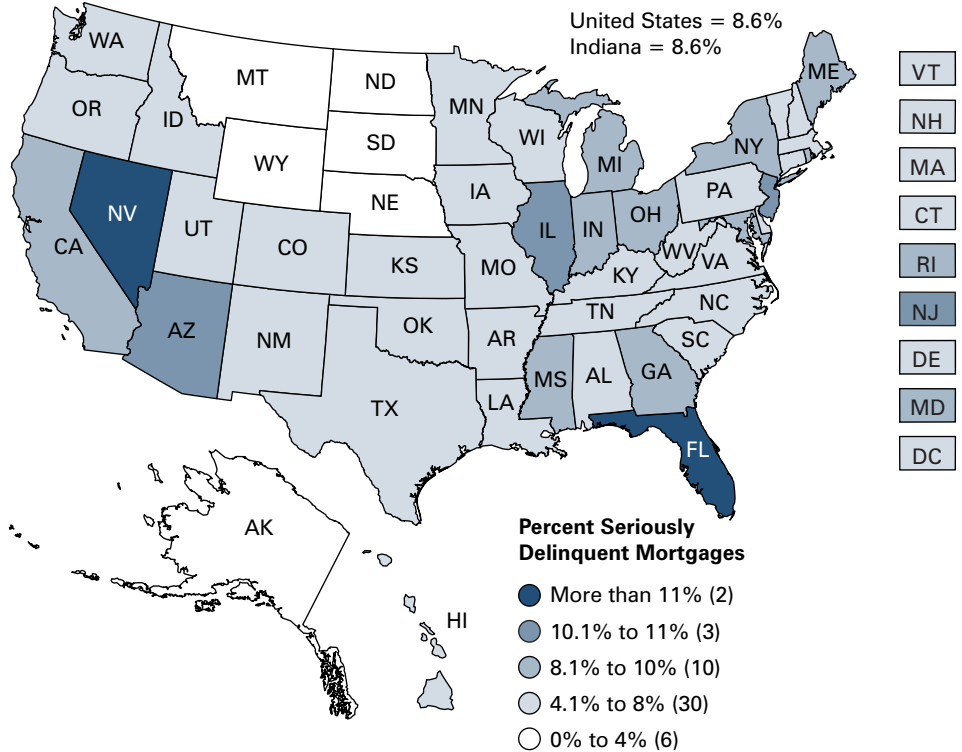 United States = 8.6%
Indiana = 8.6%
WA
MT
ND
MN
ME
VT
OR
ID
WI
NH
SD
NY
MI
WY
MA
IA
PA
NE
CT
NV
OH
IL
IN
UT
CO
CA
WV
VA
RI
KS
MO
KY
NJ
NC
TN
AZ
OK
NM
AR
SC
DE
MS
AL
GA
TX
LA
MD
FL
DC
AK
HI
Percent Seriously
Delinquent Mortgages
More than 11% (2)
10.1% to 11% (3)
8.1% to 10% (10)
4.1% to 8% (30)
0% to 4% (6)